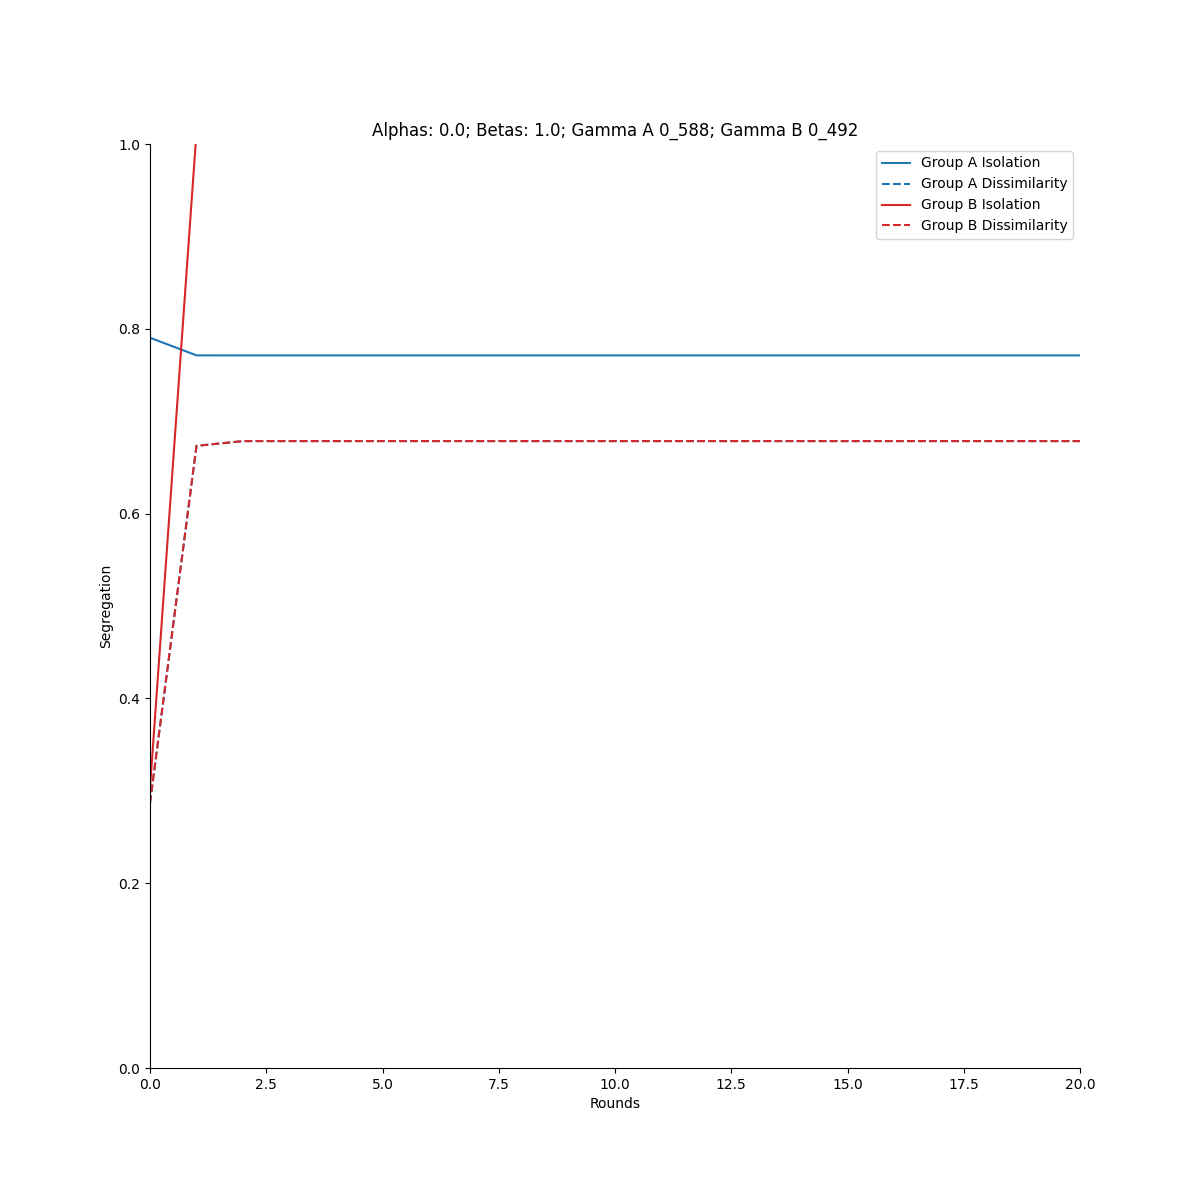 Alphas: 0.0; Betas: 1.0; Gamma A 0_588; Gamma B 0_492
1.0
Group A Isolation
Group A Dissimilarity
Group B Isolation
Group B Dissimilarity
0.8
0.6
Segregation
0.4
0.2
0.0
0.0 2.5 5.0 7.5 10.0 12.5 15.0 17.5 20.0
Rounds